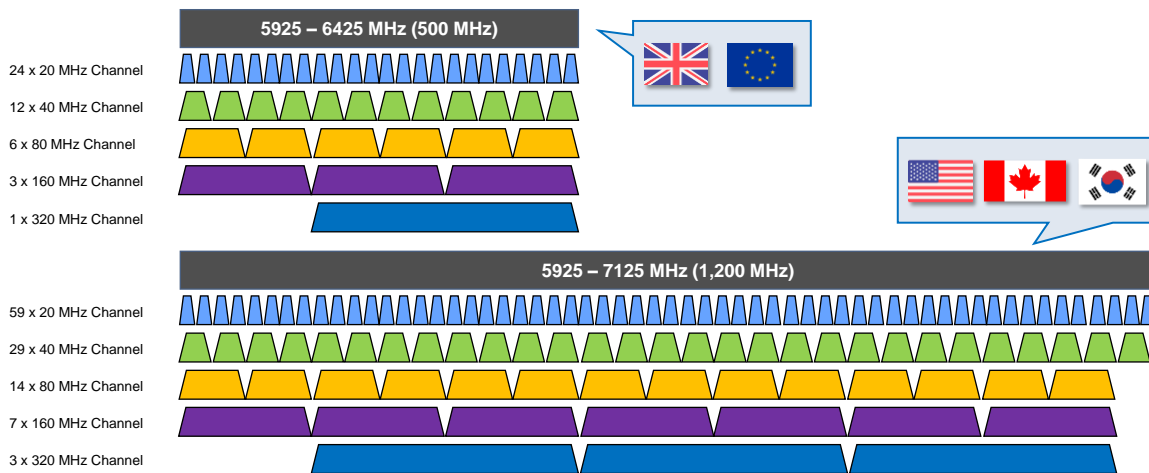 5925 – 6425 MHz (500 MHz)
24 x 20 MHz Channel
12 x 40 MHz Channel
6 x 80 MHz Channel
3 x 160 MHz Channel
1 x 320 MHz Channel
5925 – 7125 MHz (1,200 MHz)
59 x 20 MHz Channel
29 x 40 MHz Channel
14 x 80 MHz Channel
7 x 160 MHz Channel
3 x 320 MHz Channel